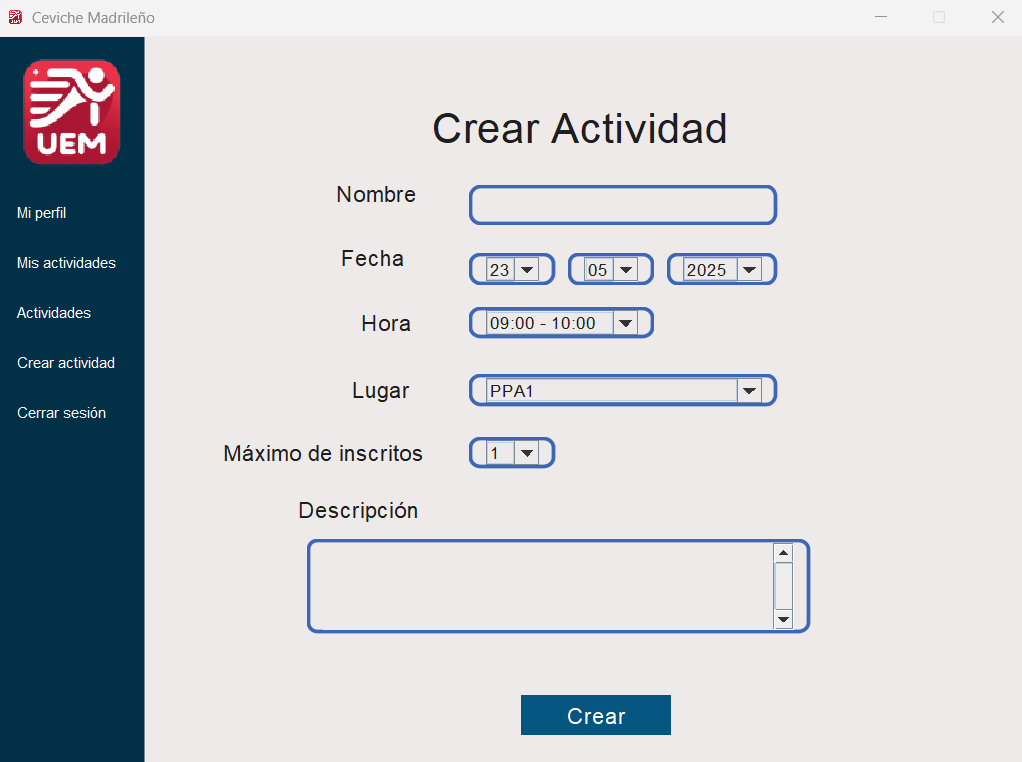 Ceviche Madrileño
UEM
Mi perfil
Mis actividades
Actividades
Crear actividad
Cerrar sesión
Crear Actividad
Nombre
Fecha 23 05 2025
Hora 09:00 - 10:00
Lugar PPA1
Máximo de inscritos 1
Descripción
Crear